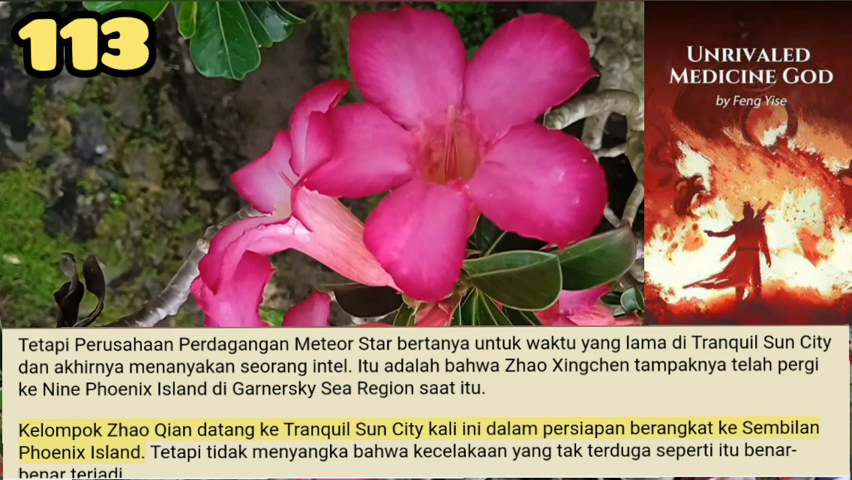 113
UNRIVALED
MEDICINE GOD
by Feng Yise
Tetapi Perusahaan Perdagangan Meteor Star bertanya untuk waktu yang lama di Tranquil Sun City
dan akhirnya menanyakan seorang intel. Itu adalah bahwa Zhao Xingchen tampaknya telah pergi
ke Nine Phoenix Island di Garnersky Sea Region saat itu.
Kelompok Zhao Qian datang ke Tranquil Sun City kali ini dalam persiapan berangkat ke Sembilan
Phoenix Island. Tetapi tidak menyangka bahwa kecelakaan yang tak terduga seperti itu benar-
benar terjadi